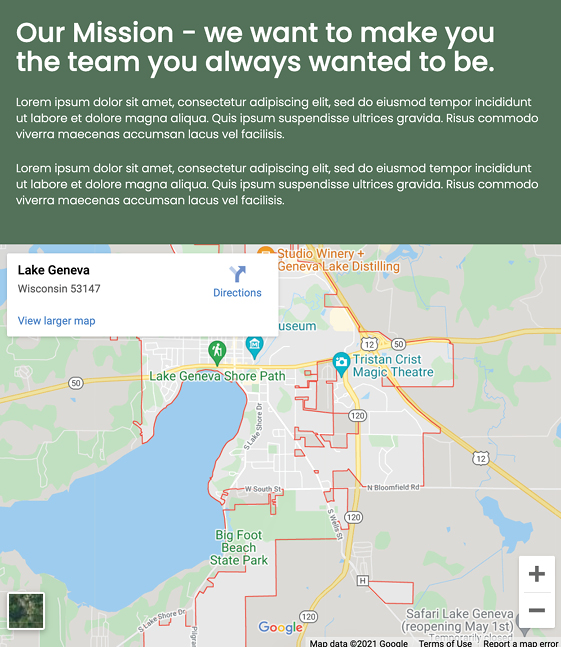 Our Mission - we want to make you
the team you always wanted to be.
Lorem ipsum dolor sit amet, consectetur adipiscing elit, sed do eiusmod tempor incididunt
ut labore et dolore magna aliqua. Quis ipsum suspendisse ultrices gravida. Risus commodo
viverra maecenas accumsan lacus vel facilisis.
Lorem ipsum dolor sit amet, consectetur adipiscing elit, sed do eiusmod tempor incididunt
ut labore et dolore magna aliqua. Quis ipsum suspendisse ultrices gravida. Risus commodo
viverra maecenas accumsan lacus vel facilisis.
Studio Winery +
Geneva Lake Distilling
Lake Geneva
Wisconsin 53147
Directions
View larger map
useum
12
50
Tristan Crist
Magic Theatre
Lake Geneva Shore Path
50
120
S Lake Shore Dr
12
W South St
N Bloomfield Rd
120
S Wells St
Big Foot
Beach
State Park
H
S Lake Shore Dr
120
Safari Lake Geneva
(reopening May 1st)
Temporarily closed
Google
Map data ©2021 Google
Terms of Use
Report a map error